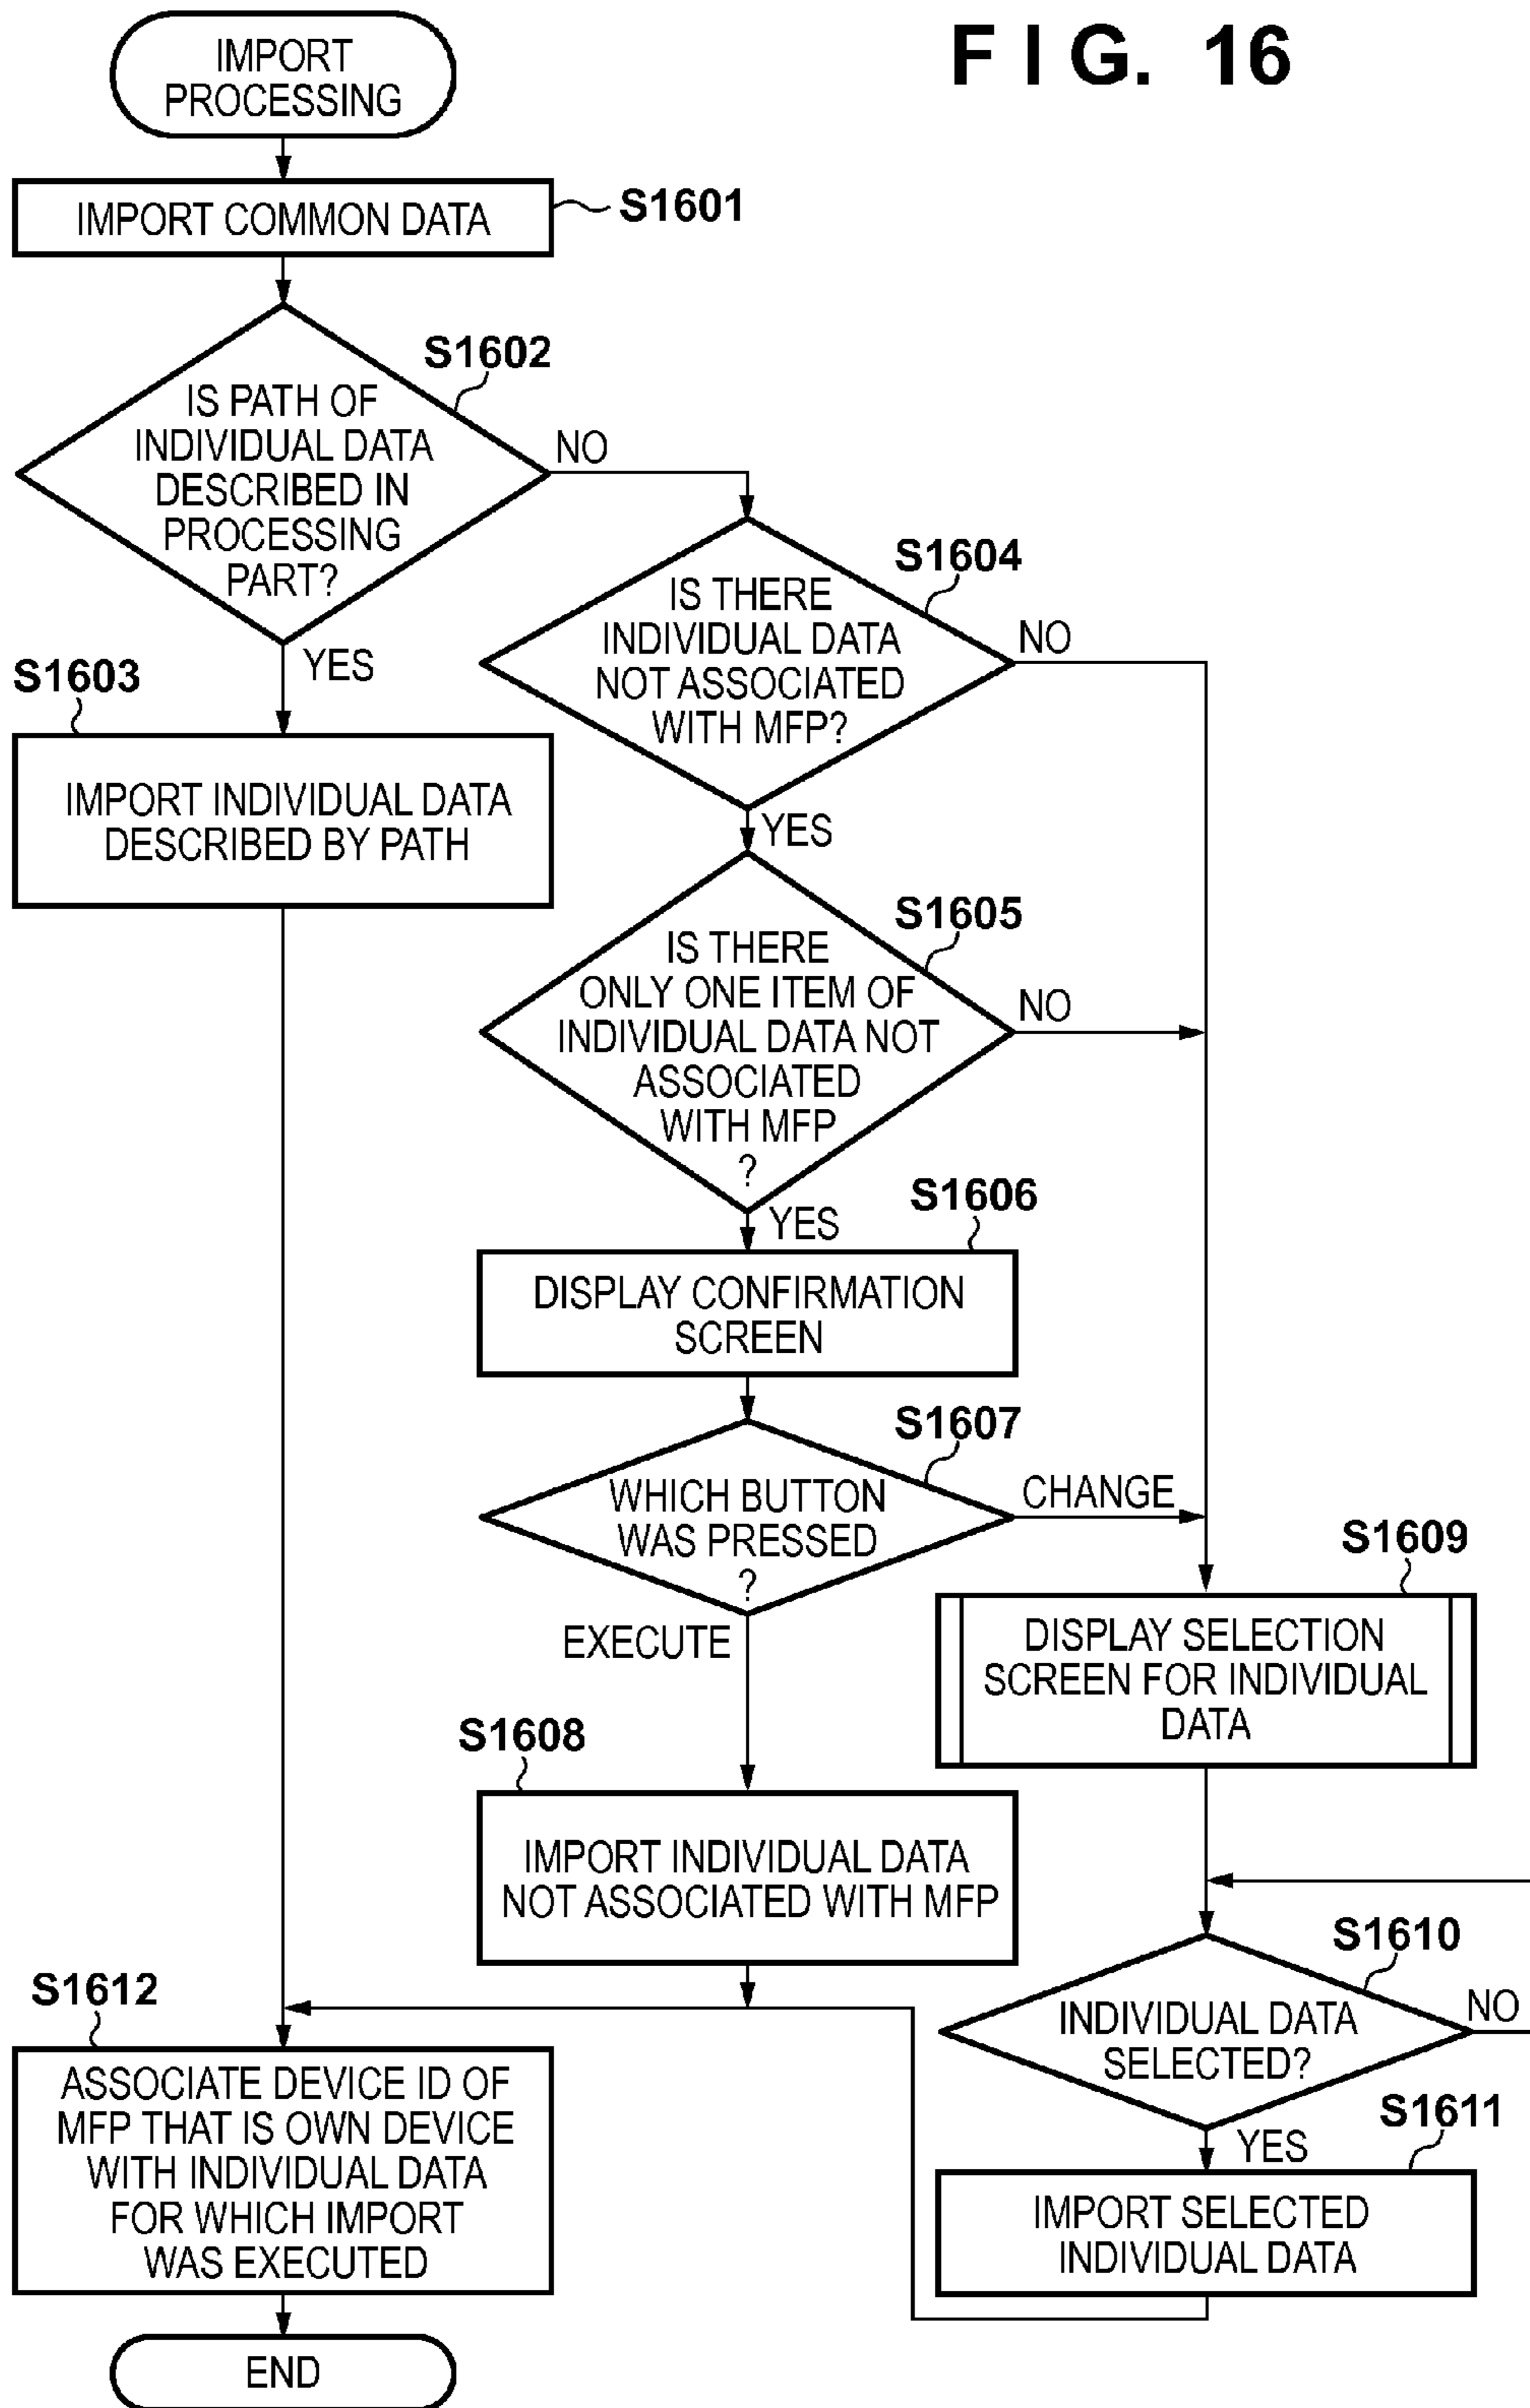 FIG. 16
IMPORT
PROCESSING
IMPORT COMMON DATA
S1601
S1602
IS PATH OF
INDIVIDUAL DATA
DESCRIBED IN
PROCESSING
PART?
NO
YES
S1603
IMPORT INDIVIDUAL DATA
DESCRIBED BY PATH
S1604
IS THERE
INDIVIDUAL DATA
NOT ASSOCIATED
WITH MFP?
NO
YES
S1605
IS THERE
ONLY ONE ITEM OF
INDIVIDUAL DATA NOT
ASSOCIATED
WITH MFP
?
NO
YES
S1606
DISPLAY CONFIRMATION
SCREEN
S1607
WHICH BUTTON
WAS PRESSED
?
CHANGE
EXECUTE
S1608
IMPORT INDIVIDUAL DATA
NOT ASSOCIATED WITH MFP
S1609
DISPLAY SELECTION
SCREEN FOR INDIVIDUAL
DATA
S1610
INDIVIDUAL DATA
SELECTED?
NO
YES
S1611
IMPORT SELECTED
INDIVIDUAL DATA
S1612
ASSOCIATE DEVICE ID OF
MFP THAT IS OWN DEVICE
WITH INDIVIDUAL DATA
FOR WHICH IMPORT
WAS EXECUTED
END